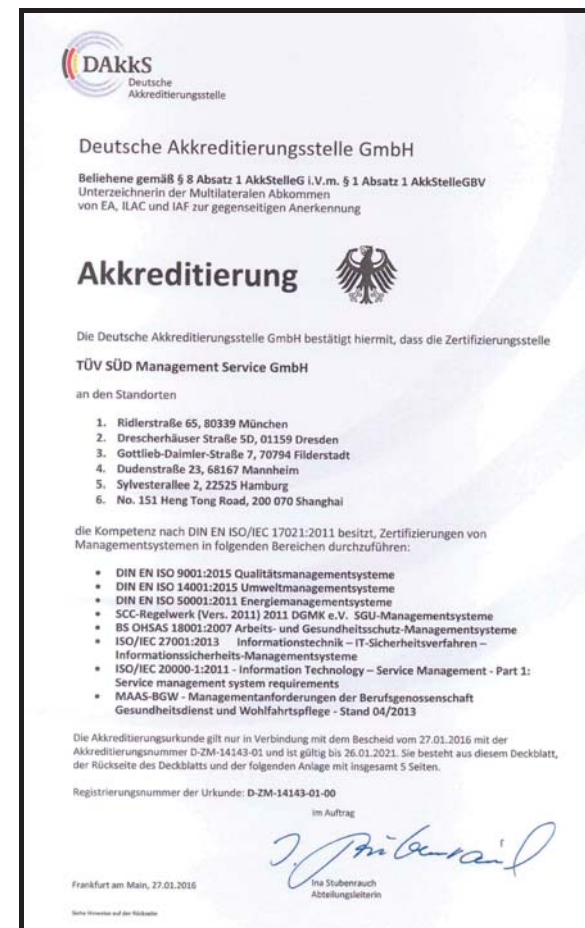 DAkkS
Deutsche
Akkreditierungsstelle
Deutsche Akkreditierungsstelle GmbH
Beliehene gemäß § 8 Absatz 1 AkkStelleG i.V.m. § 1 Absatz 1 AkkStelleGBV
Unterzeichnerin der Multilateralen Abkommen
von EA, ILAC und IAF zur gegenseitigen Anerkennung
Akkreditierung
Die Deutsche Akkreditierungsstelle GmbH bestätigt hiermit, dass die Zertifizierungsstelle
TÜV SÜD Management Service GmbH
an den Standorten
1. Ridlerstraße 65, 80339 München
2. Drescherhäuser Straße 5D, 01159 Dresden
3. Gottlieb-Daimler-Straße 7, 70794 Filderstadt
4. Dudenstraße 23, 68167 Mannheim
5. Sylvesterallee 2, 22525 Hamburg
6. No. 151 Heng Tong Road, 200 070 Shanghai
die Kompetenz nach DIN EN ISO/IEC 17021:2011 besitzt, Zertifizierungen von
Managementsystemen in folgenden Bereichen durchzuführen:
• DIN EN ISO 9001:2015 Qualitätsmanagementsysteme
• DIN EN ISO 14001:2015 Umweltmanagementsysteme
• DIN EN ISO 50001:2011 Energiemanagementsysteme
• SCC-Regelwerk (Vers. 2011) 2011 DGMK e.V. SGU-Managementsysteme
• BS OHSAS 18001:2007 Arbeits- und Gesundheitsschutz-Managementsysteme
• ISO/IEC 27001:2013 Informationstechnik – IT-Sicherheitsverfahren –
Informationssicherheits-Managementsysteme
• ISO/IEC 20000-1:2011 - Information Technology – Service Management - Part 1:
Service management system requirements
• MAAS-BGW - Managementanforderungen der Berufsgenossenschaft
Gesundheitsdienst und Wohlfahrtspflege - Stand 04/2013
Die Akkreditierungsurkunde gilt nur in Verbindung mit dem Bescheid vom 27.01.2016 mit der
Akkreditierungsnummer D-ZM-14143-01 und ist gültig bis 26.01.2021. Sie besteht aus diesem Deckblatt,
der Rückseite des Deckblatts und der folgenden Anlage mit insgesamt 5 Seiten.
Registrierungsnummer der Urkunde: D-ZM-14143-01-00
im Auftrag
Frankfurt am Main, 27.01.2016
Ina Stubenrauch
Abteilungsleiterin
Siehe Hinweise auf der Rückseite